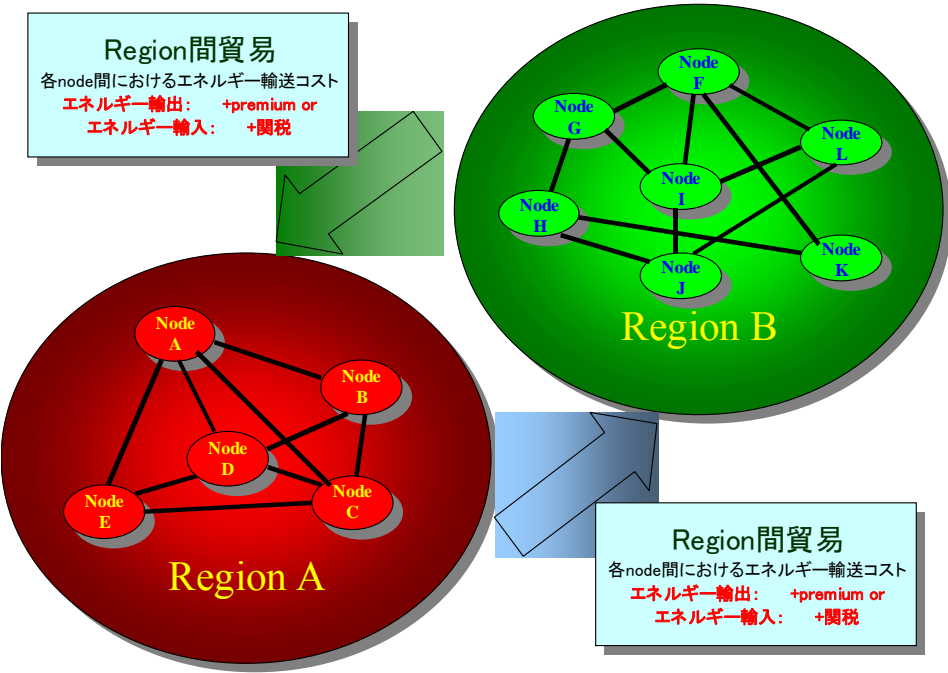 Region間貿易
各node間におけるエネルギー輸送コスト
エネルギー輸出: +premium or
エネルギー輸入: +関税
Node
F
Node
G
Node
L
Node
I
Node
H
Node
K
Node
J
Region B
Node
A
Node
B
Node
D
Node
C
Node
E
Region A
Region間貿易
各node間におけるエネルギー輸送コスト
エネルギー輸出: +premium or
エネルギー輸入: +関税